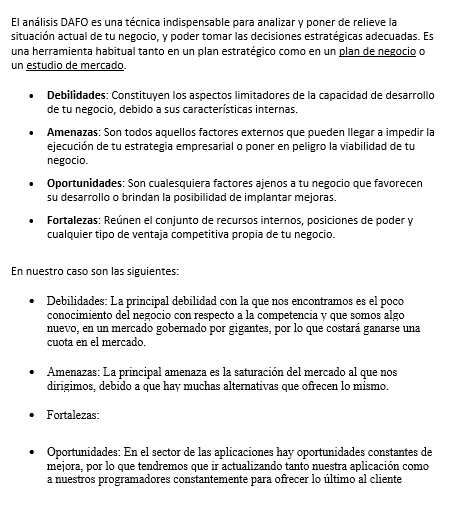 El análisis DAFO es una técnica indispensable para analizar y poner de relieve la
situación actual de tu negocio, y poder tomar las decisiones estratégicas adecuadas. Es
una herramienta habitual tanto en un plan estratégico como en un plan de negocio o
un estudio de mercado.
• Debilidades: Constituyen los aspectos limitadores de la capacidad de desarrollo
de tu negocio, debido a sus características internas.
• Amenazas: Son todos aquellos factores externos que pueden llegar a impedir la
ejecución de tu estrategia empresarial o poner en peligro la viabilidad de tu
negocio.
• Oportunidades: Son cualesquiera factores ajenos a tu negocio que favorecen
su desarrollo o brindan la posibilidad de implantar mejoras.
• Fortalezas: Reúnen el conjunto de recursos internos, posiciones de poder y
cualquier tipo de ventaja competitiva propia de tu negocio.
En nuestro caso son las siguientes:
• Debilidades: La principal debilidad con la que nos encontramos es el poco
conocimiento del negocio con respecto a la competencia y que somos algo
nuevo, en un mercado gobernado por gigantes, por lo que costará ganarse una
cuota en el mercado.
• Amenazas: La principal amenaza es la saturación del mercado al que nos
dirigimos, debido a que hay muchas alternativas que ofrecen lo mismo.
• Fortalezas:
• Oportunidades: En el sector de las aplicaciones hay oportunidades constantes de
mejora, por lo que tendremos que ir actualizando tanto nuestra aplicación como
a nuestros programadores constantemente para ofrecer lo último al cliente